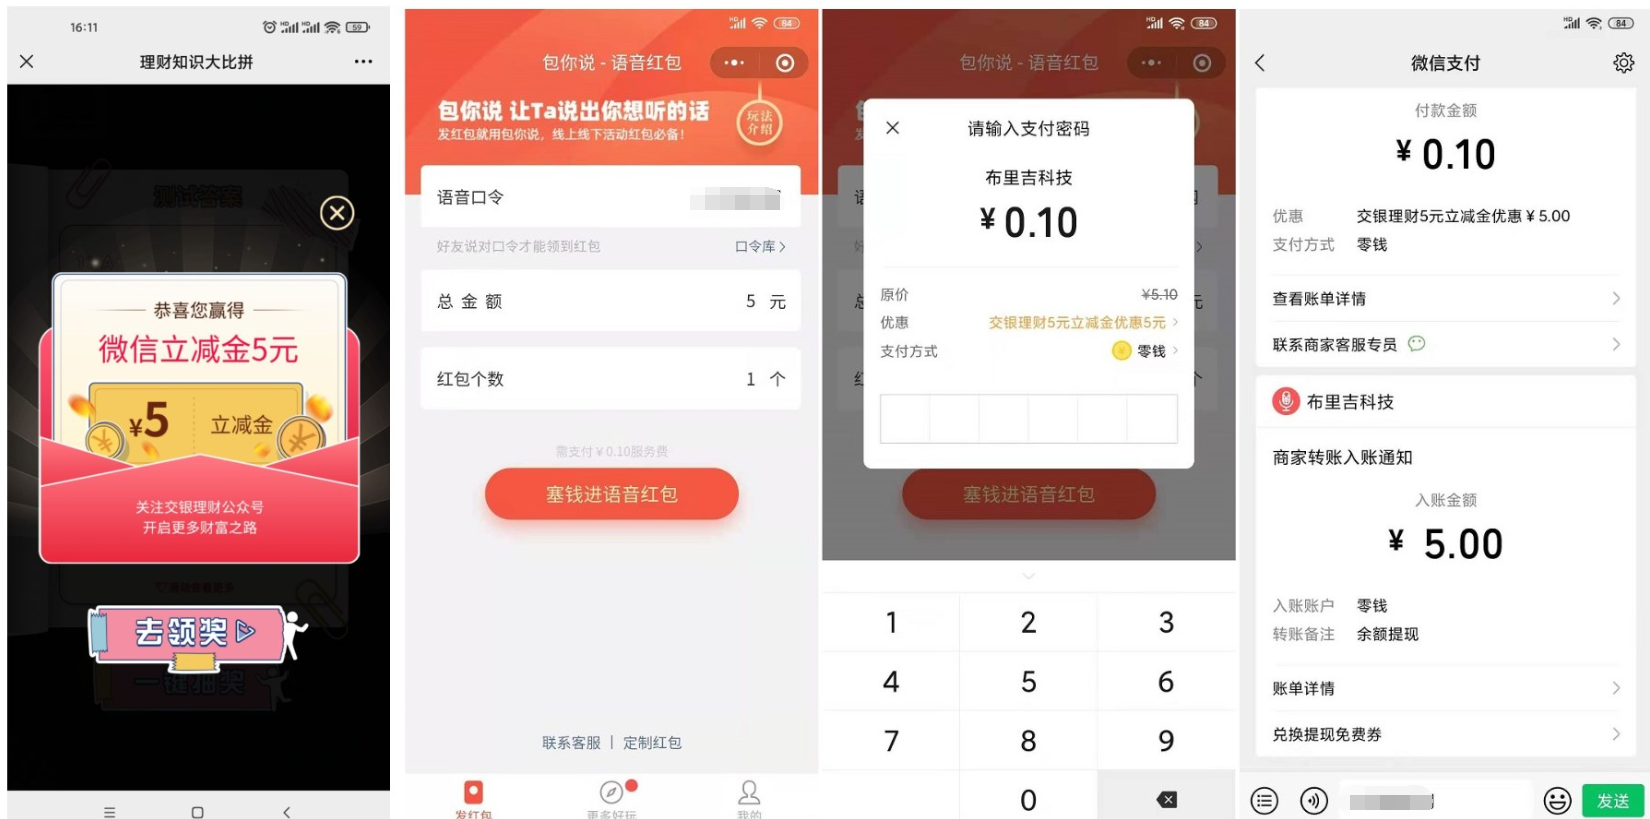 16:11
59
理财知识大比拼
测试答案
恭喜您赢得
微信立减金5元
¥5
立减金
关注交银理财公众号
开启更多财富之路
去领奖
一键抽奖
84
包你说 - 语音红包
包你说 让Ta说出你想听的话
发红包就用包你说，线上线下活动红包必备！
玩法
介绍
语音口令
好友说对口令才能领到红包
口令库
总 金 额
5 元
红包个数
1 个
需支付¥0.10服务费
塞钱进语音红包
联系客服 | 定制红包
发红包
更多好玩
我的
84
包你说 - 语音红包
请输入支付密码
布里吉科技
¥0.10
原价
¥5.10
优惠
交银理财5元立减金优惠5元
支付方式
零钱
塞钱进语音红包
1
2
3
4
5
6
7
8
9
0
84
微信支付
付款金额
¥0.10
优惠 交银理财5元立减金优惠¥5.00
支付方式 零钱
查看账单详情
联系商家客服专员
布里吉科技
商家转账入账通知
入账金额
¥ 5.00
入账账户 零钱
转账备注 余额提现
账单详情
兑换提现免费券
发送